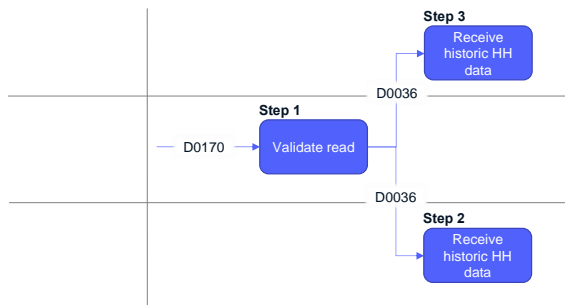 Step 3
Receive
historic HH
data
D0036
Step 1
D0170
Validate read
D0036
Step 2
Receive
historic HH
data